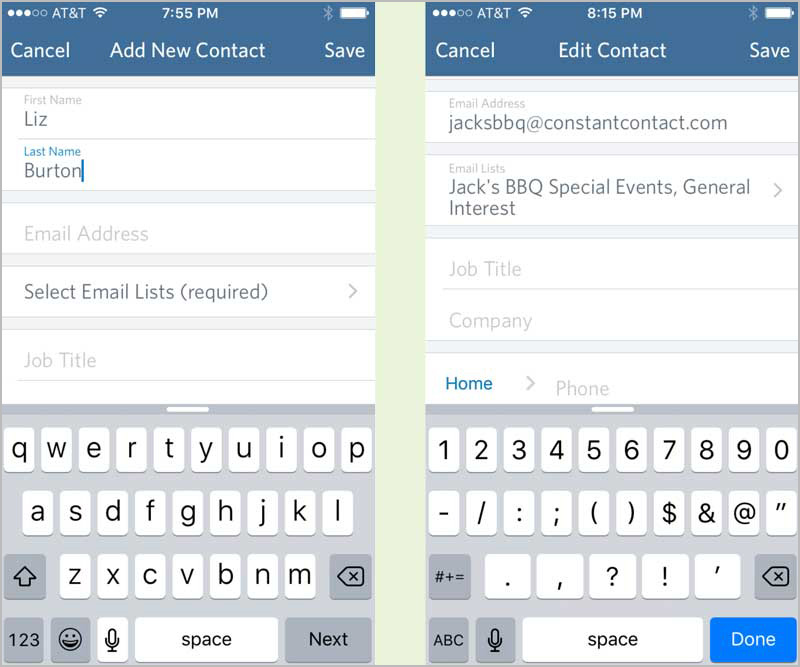 AT&T 7:55 PM
Cancel Add New Contact Save
First Name
Liz
Last Name
Burton
Email Address
Select Email Lists (required)
Job Title
q w e r t y u i o p
a s d f g h j k l
z x c v b n m
123 space Next
AT&T 8:15 PM
Cancel Edit Contact Save
Email Address
jacksbbq@constantcontact.com
Email Lists
Jack's BBQ Special Events, General
Interest
Job Title
Company
Home Phone
1 2 3 4 5 6 7 8 9 0
- / : ; ( ) $ & @ "
#+= . , ? ! '
ABC space Done